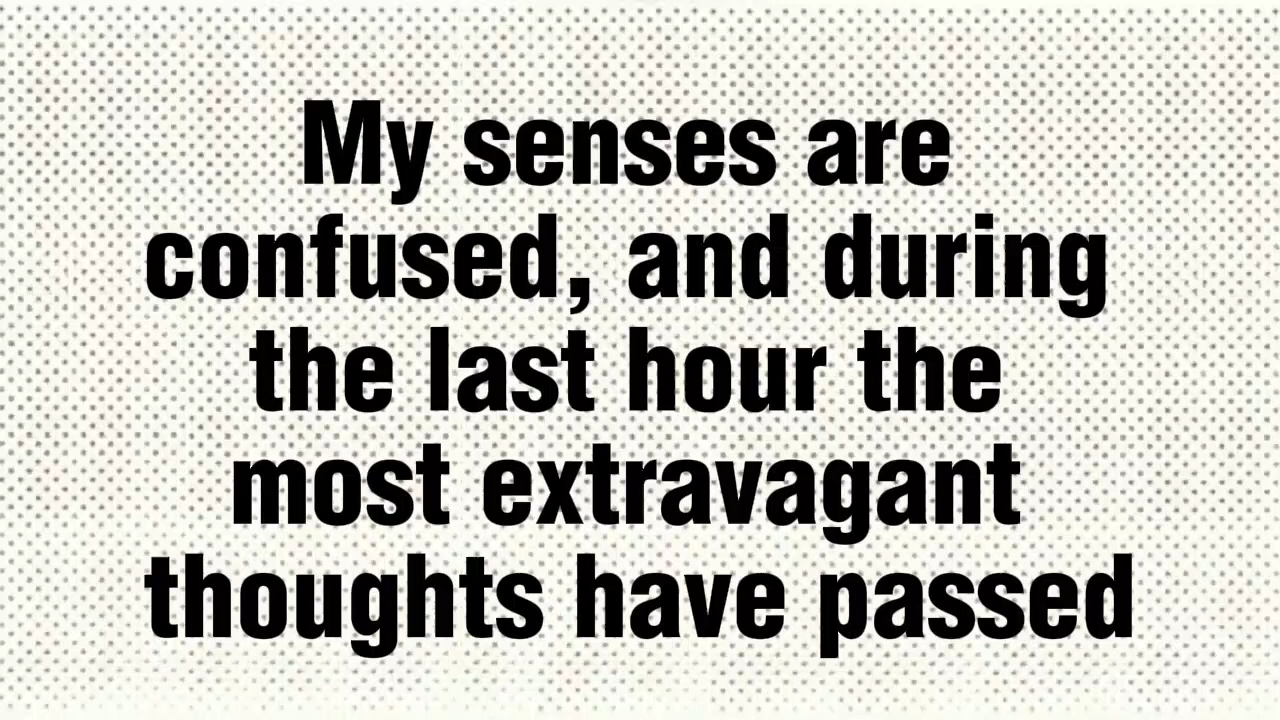 My senses are
confused, and during
the last hour the
most extravagant
thoughts have passed